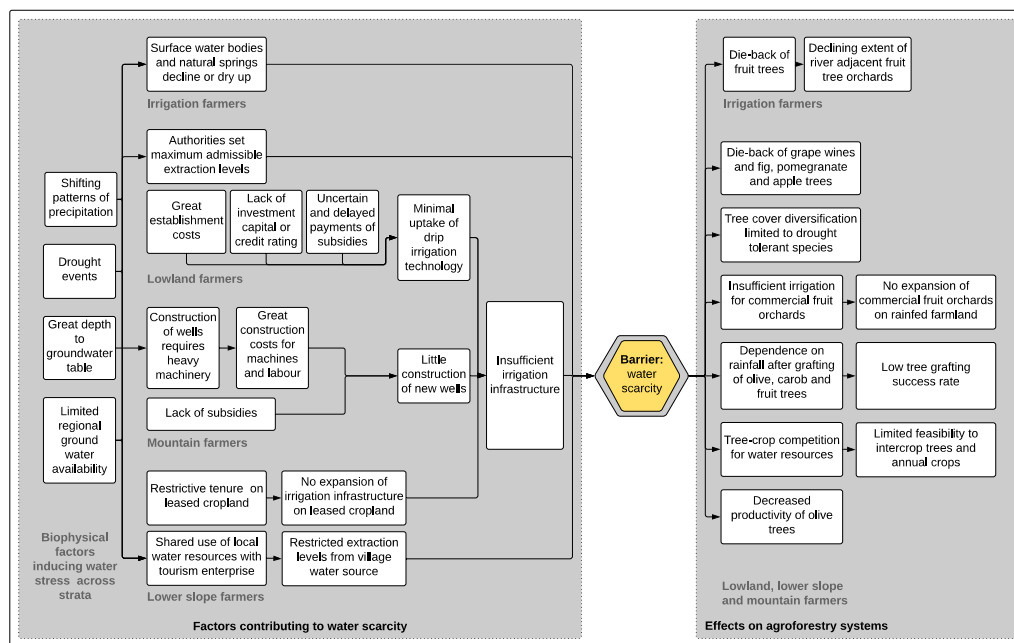 Surface water bodies
and natural springs
decline or dry up
Irrigation farmers
Authorities set
maximum admissible
extraction levels
Shifting
patterns of
precipitation
Great
establishment
costs
Lack of
investment
capital or
credit rating
Uncertain
and delayed
payments of
subsidies
Minimal
uptake of
drip
irrigation
technology
Lowland farmers
Drought
events
Great depth to
groundwater
table
Construction
of wells
requires
heavy
machinery
Great
construction
costs for
machines
and labour
Little
construction
of new wells
Insufficient
irrigation
infrastructure
Lack of subsidies
Mountain farmers
Limited
regional
ground
water
availability
Restrictive tenure on
leased cropland
No expansion of
irrigation infrastructure
on leased cropland
Shared use of local
water resources with
tourism enterprise
Restricted extraction
levels from village
water source
Lower slope farmers
Biophysical
factors
inducing water
stress across
strata
Factors contributing to water scarcity
Barrier:
water
scarcity
Die-back of
fruit trees
Declining extent of
river adjacent fruit
tree orchards
Irrigation farmers
Die-back of grape wines
and fig, pomegranate
and apple trees
Tree cover diversification
limited to drought
tolerant species
Insufficient irrigation
for commercial fruit
orchards
No expansion of
commercial fruit orchards
on rainfed farmland
Dependence on
rainfall after grafting
of olive, carob and
fruit trees
Low tree grafting
success rate
Tree-crop competition
for water resources
Limited feasibility to
intercrop trees and
annual crops
Decreased
productivity of olive
trees
Lowland, lower slope
and mountain farmers
Effects on agroforestry systems